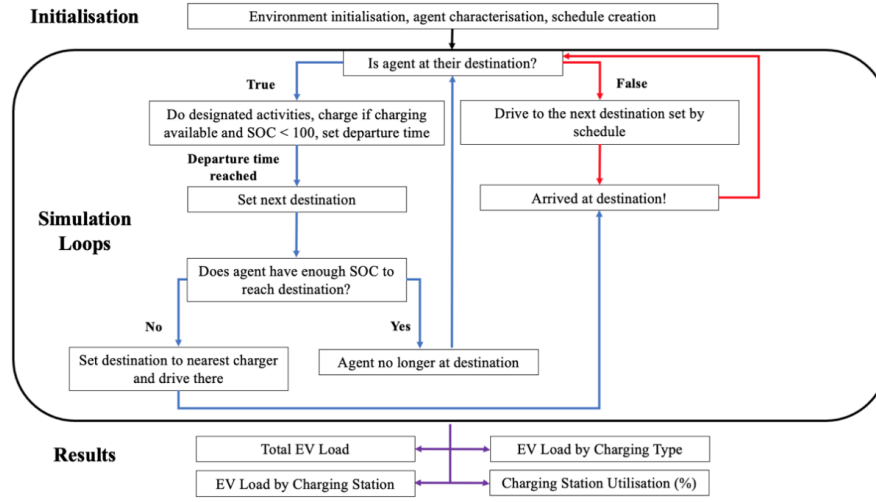 Initialisation
Environment initialisation, agent characterisation, schedule creation
Is agent at their destination?
True
False
Do designated activities, charge if charging
available and SOC < 100, set departure time
Drive to the next destination set by
schedule
Departure time
reached
Set next destination
Arrived at destination!
Simulation
Loops
Does agent have enough SOC to
reach destination?
No
Yes
Set destination to nearest charger
and drive there
Agent no longer at destination
Results
Total EV Load
EV Load by Charging Type
EV Load by Charging Station
Charging Station Utilisation (%)